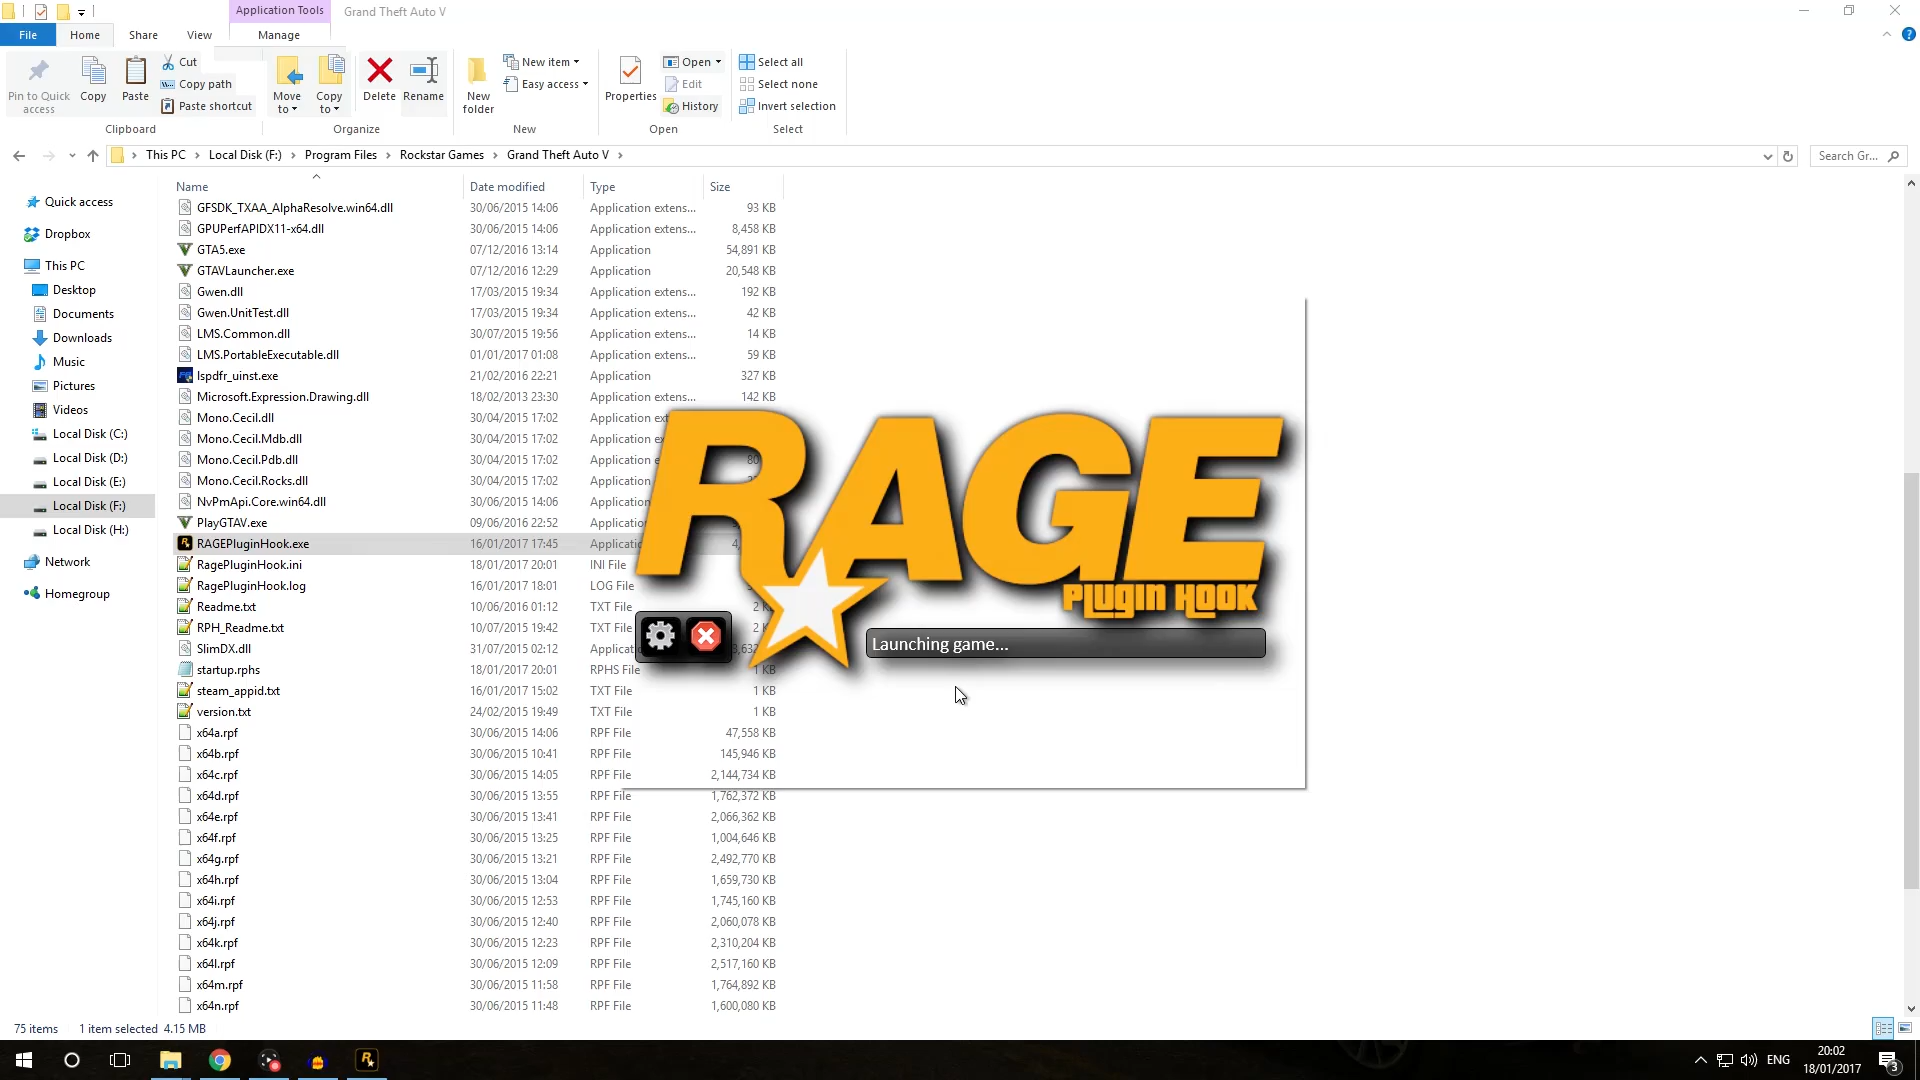 Application Tools
Grand Theft Auto V
File
Home
Share
View
Manage
Pin to Quick access
Copy
Paste
Cut
Copy path
Paste shortcut
Move to
Copy to
Delete
Rename
New folder
New item
Easy access
Properties
Open
Edit
History
Select all
Select none
Invert selection
Clipboard
Organize
New
Open
Select
This PC
Local Disk (F:)
Program Files
Rockstar Games
Grand Theft Auto V
Search Gr...
Quick access
Dropbox
This PC
Desktop
Documents
Downloads
Music
Pictures
Videos
Local Disk (C:)
Local Disk (D:)
Local Disk (E:)
Local Disk (F:)
Local Disk (H:)
Network
Homegroup
Name Date modified Type Size
GFSDK_TXAA_AlphaResolve.win64.dll 30/06/2015 14:06 Application extens... 93 KB
GPUPerfAPIDX11-x64.dll 30/06/2015 14:06 Application extens... 8,458 KB
GTA5.exe 07/12/2016 13:14 Application 54,891 KB
GTAVLauncher.exe 07/12/2016 12:29 Application 20,548 KB
Gwen.dll 17/03/2015 19:34 Application extens... 192 KB
Gwen.UnitTest.dll 17/03/2015 19:34 Application extens... 42 KB
LMS.Common.dll 30/07/2015 19:56 Application extens... 14 KB
LMS.PortableExecutable.dll 01/01/2017 01:08 Application extens... 59 KB
lspdfr_uinst.exe 21/02/2016 22:21 Application 327 KB
Microsoft.Expression.Drawing.dll 18/02/2013 23:30 Application extens... 142 KB
Mono.Cecil.dll 30/04/2015 17:02 Application ext
Mono.Cecil.Mdb.dll 30/04/2015 17:02 Application e
Mono.Cecil.Pdb.dll 30/04/2015 17:02 Application e 80
Mono.Cecil.Rocks.dll 30/04/2015 17:02 Application
NvPmApi.Core.win64.dll 30/06/2015 14:06 Application
PlayGTAV.exe 09/06/2016 22:52 Applicatio
RAGEPluginHook.exe 16/01/2017 17:45 Applicatio 4,
RagePluginHook.ini 18/01/2017 20:01 INI File
RagePluginHook.log 16/01/2017 18:01 LOG File
Readme.txt 10/06/2016 01:12 TXT File 2 K
RPH_Readme.txt 10/07/2015 19:42 TXT File 2 K
SlimDX.dll 31/07/2015 02:12 Applicatio 3,632
startup.rphs 18/01/2017 20:01 RPHS File 1 KB
steam_appid.txt 16/01/2017 15:02 TXT File 1 KB
version.txt 24/02/2015 19:49 TXT File 1 KB
x64a.rpf 30/06/2015 14:06 RPF File 47,558 KB
x64b.rpf 30/06/2015 10:41 RPF File 145,946 KB
x64c.rpf 30/06/2015 14:05 RPF File 2,144,734 KB
x64d.rpf 30/06/2015 13:55 RPF File 1,762,372 KB
x64e.rpf 30/06/2015 13:41 RPF File 2,066,362 KB
x64f.rpf 30/06/2015 13:25 RPF File 1,004,646 KB
x64g.rpf 30/06/2015 13:21 RPF File 2,492,770 KB
x64h.rpf 30/06/2015 13:04 RPF File 1,659,730 KB
x64i.rpf 30/06/2015 12:53 RPF File 1,745,160 KB
x64j.rpf 30/06/2015 12:40 RPF File 2,060,078 KB
x64k.rpf 30/06/2015 12:23 RPF File 2,310,204 KB
x64l.rpf 30/06/2015 12:09 RPF File 2,517,160 KB
x64m.rpf 30/06/2015 11:58 RPF File 1,764,892 KB
x64n.rpf 30/06/2015 11:48 RPF File 1,600,080 KB
RAGE
PLUGIN HOOK
Launching game...
75 items 1 item selected 4.15 MB
ENG
20:02
18/01/2017
3